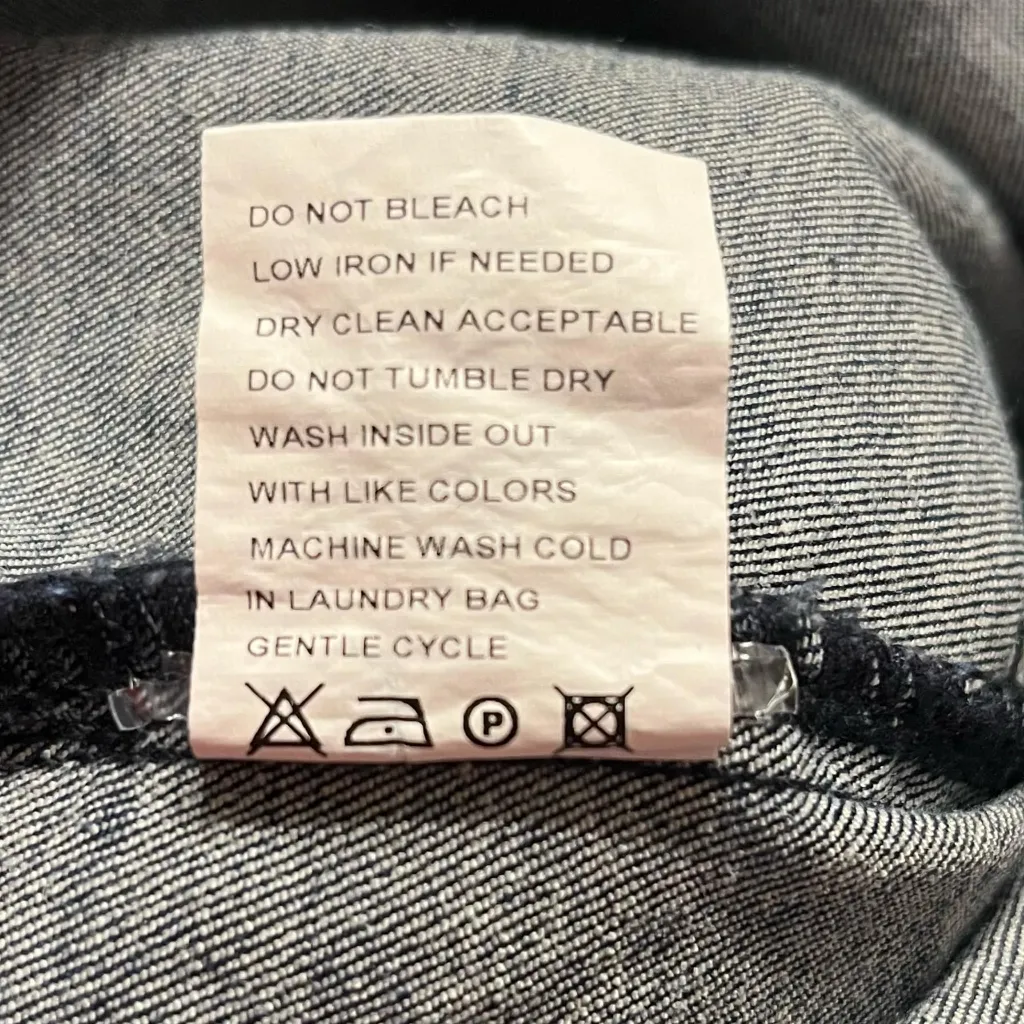 DO NOT BLEACH
LOW IRON IF NEEDED
DRY CLEAN ACCEPTABLE
DO NOT TUMBLE DRY
WASH INSIDE OUT
WITH LIKE COLORS
MACHINE WASH COLD
IN LAUNDRY BAG
GENTLE CYCLE
P